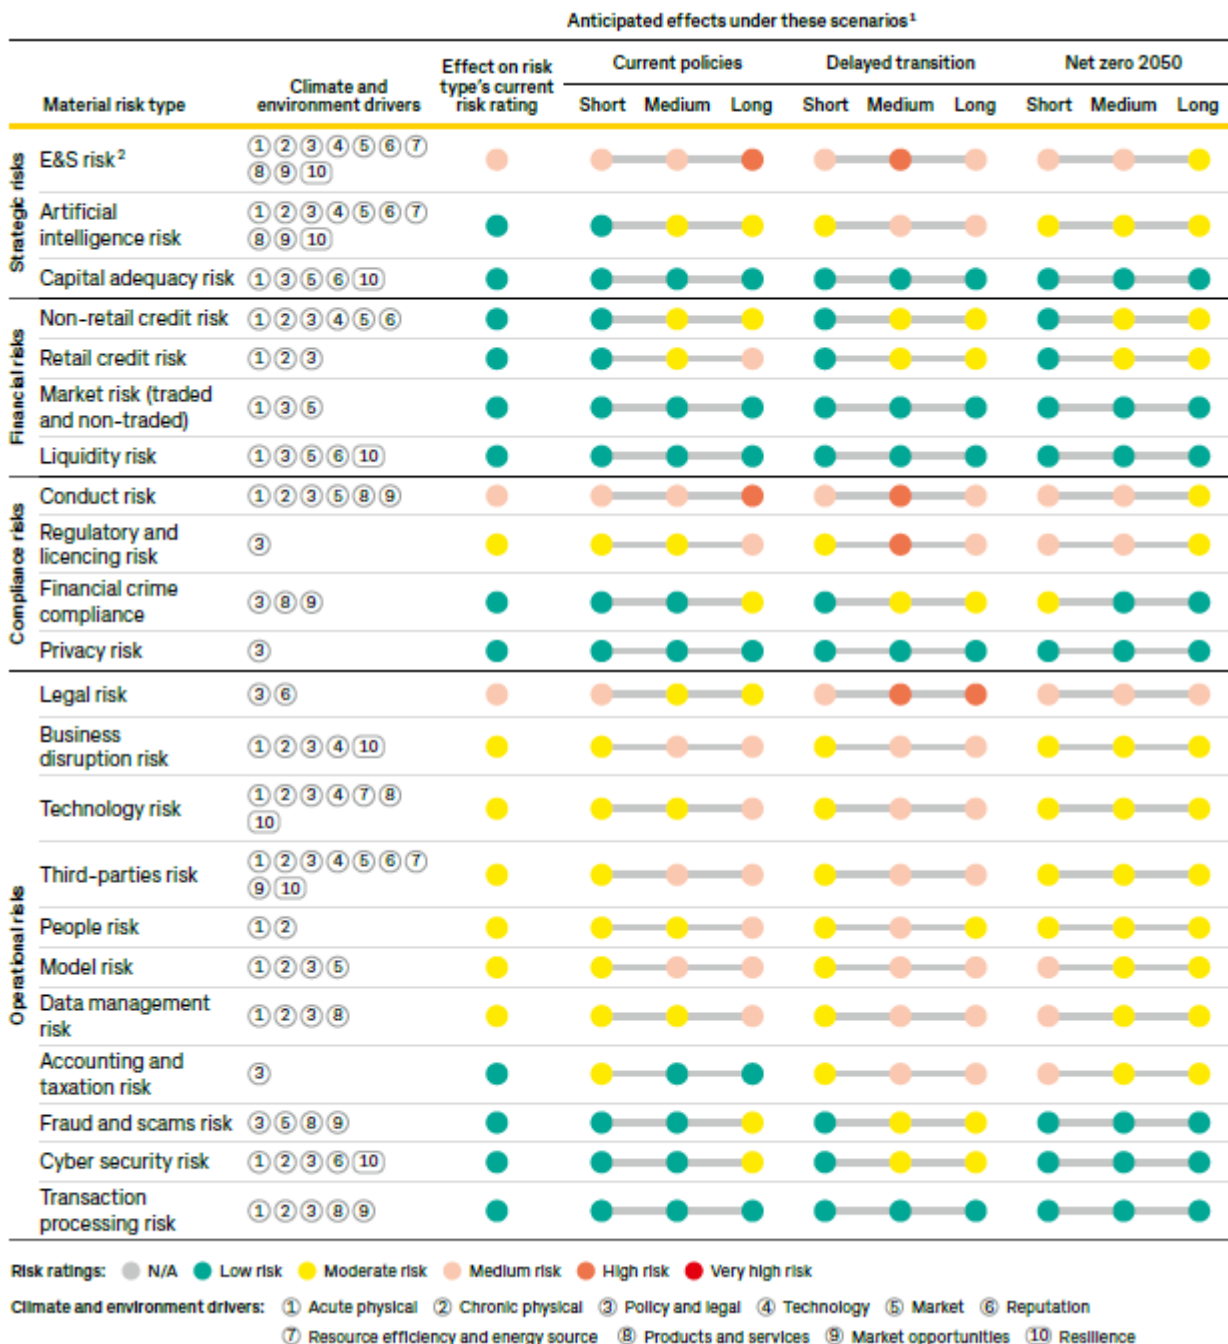 Anticipated effects under these scenarios¹
Material risk type
Climate and environment drivers
Effect on risk type's current risk rating
Current policies
Delayed transition
Net zero 2050
Short Medium Long Short Medium Long Short Medium Long
Strategic risks
E&S risk²
1 2 3 4 5 6 7
8 9 10
Artificial
intelligence risk
1 2 3 4 5 6 7
8 9 10
Capital adequacy risk 1 3 5 6 10
Financial risks
Non-retail credit risk 1 2 3 4 5 6
Retail credit risk 1 2 3
Market risk (traded
and non-traded)
1 3 5
Liquidity risk 1 3 5 6 10
Compliance risks
Conduct risk 1 2 3 5 8 9
Regulatory and
licencing risk
3
Financial crime
compliance
3 8 9
Privacy risk 3
Operational risks
Legal risk 3 6
Business
disruption risk
1 2 3 4 10
Technology risk
1 2 3 4 7 8
10
Third-parties risk
1 2 3 4 5 6 7
9 10
People risk 1 2
Model risk 1 2 3 5
Data management
risk
1 2 3 8
Accounting and
taxation risk
3
Fraud and scams risk 3 5 8 9
Cyber security risk 1 2 3 6 10
Transaction
processing risk
1 2 3 8 9
Risk ratings: N/A Low risk Moderate risk Medium risk High risk Very high risk
Climate and environment drivers: 1 Acute physical 2 Chronic physical 3 Policy and legal 4 Technology 5 Market 6 Reputation
7 Resource efficiency and energy source 8 Products and services 9 Market opportunities 10 Resilience